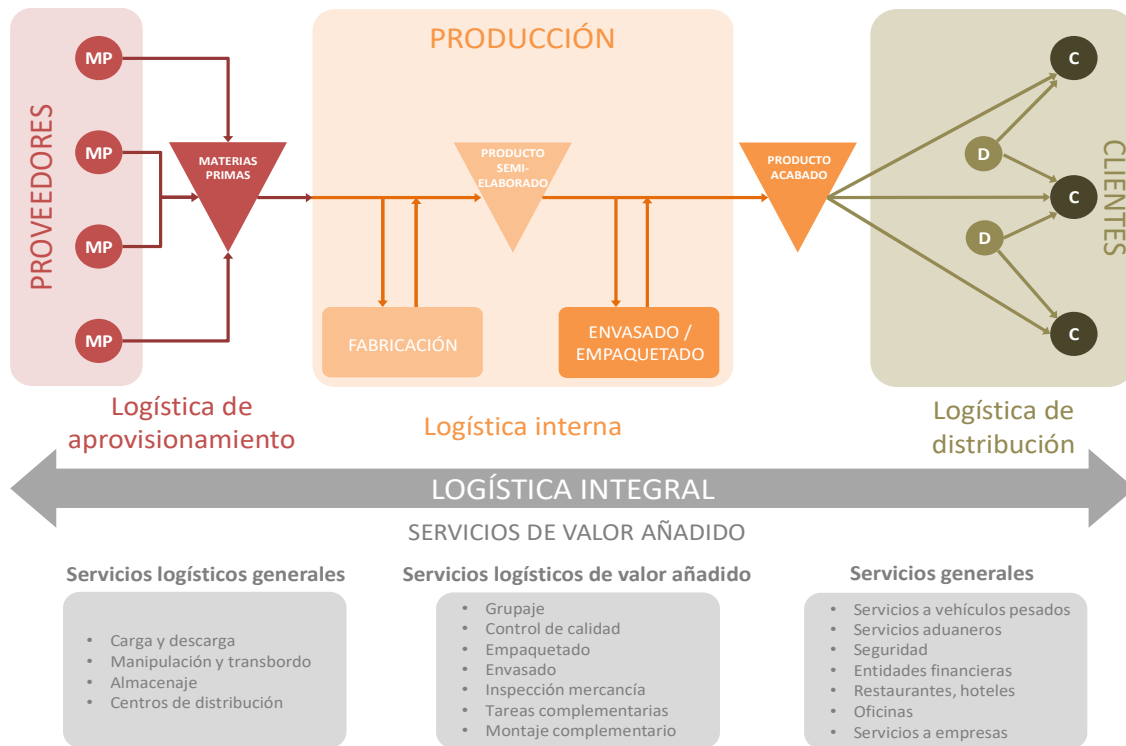 PROVEEDORES
MP
MP
MP
MP
MATERIAS
PRIMAS
PRODUCCIÓN
PRODUCTO
SEMI-
ELABORADO
FABRICACIÓN
ENVASADO /
EMPAQUETADO
PRODUCTO
ACABADO
C
D
C
D
C
CLIENTES
Logística de
aprovisionamiento
Logística interna
Logística de
distribución
LOGÍSTICA INTEGRAL
SERVICIOS DE VALOR AÑADIDO
Servicios logísticos generales
• Carga y descarga
• Manipulación y transbordo
• Almacenaje
• Centros de distribución
Servicios logísticos de valor añadido
• Grupaje
• Control de calidad
• Empaquetado
• Envasado
• Inspección mercancía
• Tareas complementarias
• Montaje complementario
Servicios generales
• Servicios a vehículos pesados
• Servicios aduaneros
• Seguridad
• Entidades financieras
• Restaurantes, hoteles
• Oficinas
• Servicios a empresas